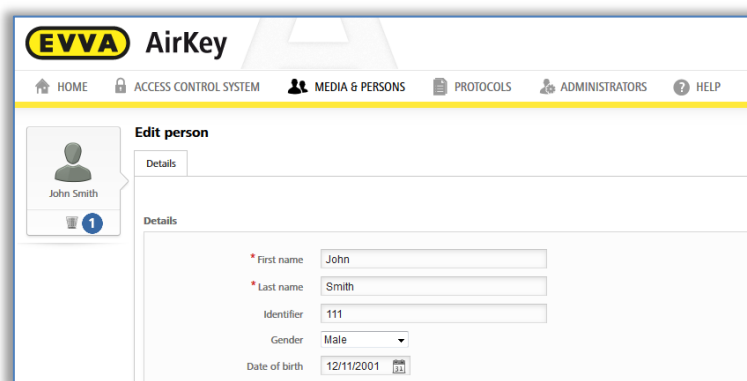 EVVA AirKey
HOME ACCESS CONTROL SYSTEM MEDIA & PERSONS PROTOCOLS ADMINISTRATORS ? HELP
Edit person
Details
John Smith
1
Details
* First name John
* Last name Smith
Identifier 111
Gender Male
Date of birth 12/11/2001 31